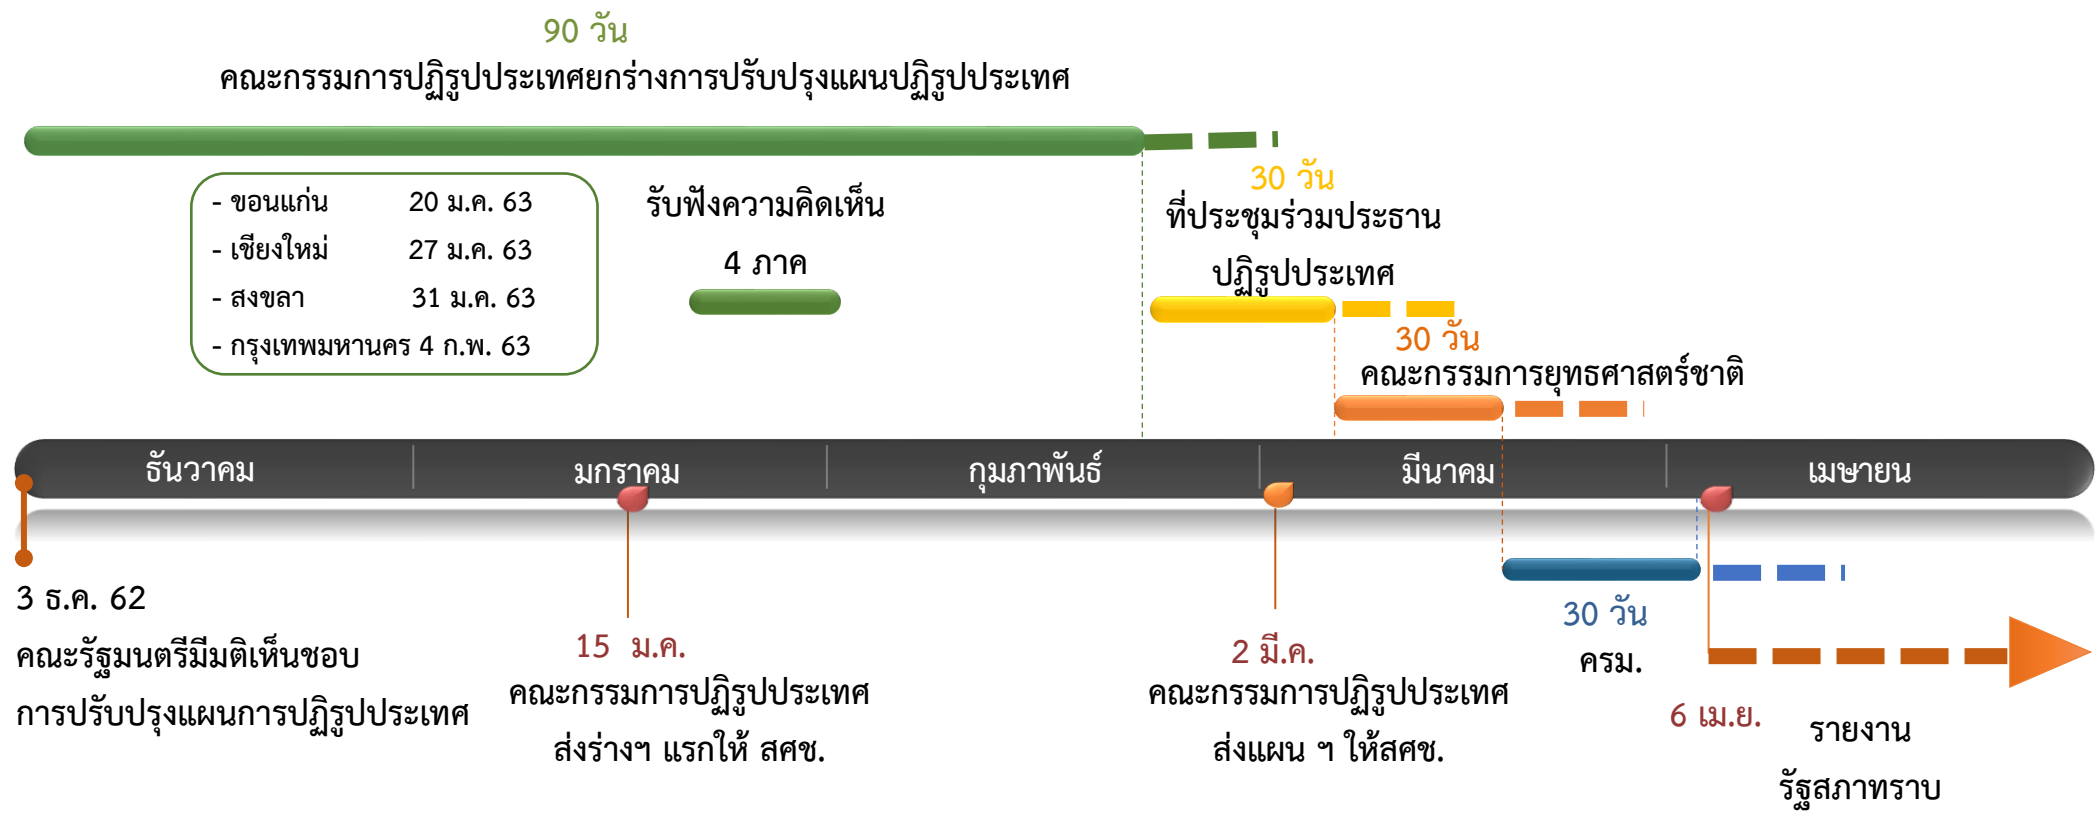 90 วัน
คณะกรรมการปฏิรูปประเทศยกร่างการปรับปรุงแผนปฏิรูปประเทศ
- ขอนแก่น 20 ม.ค. 63
- เชียงใหม่ 27 ม.ค. 63
- สงขลา 31 ม.ค. 63
- กรุงเทพมหานคร 4 ก.พ. 63
รับฟังความคิดเห็น
4 ภาค
30 วัน
ที่ประชุมร่วมประธาน
ปฏิรูปประเทศ
30 วัน
คณะกรรมการยุทธศาสตร์ชาติ
ธันวาคม มกราคม กุมภาพันธ์ มีนาคม เมษายน
3 ธ.ค. 62
คณะรัฐมนตรีมีมติเห็นชอบ
การปรับปรุงแผนการปฏิรูปประเทศ
15 ม.ค.
คณะกรรมการปฏิรูปประเทศ
ส่งร่างฯ แรกให้ สศช.
2 มี.ค.
คณะกรรมการปฏิรูปประเทศ
ส่งแผน ฯ ให้สศช.
30 วัน
ครม.
6 เม.ย.
รายงาน
รัฐสภาทราบ